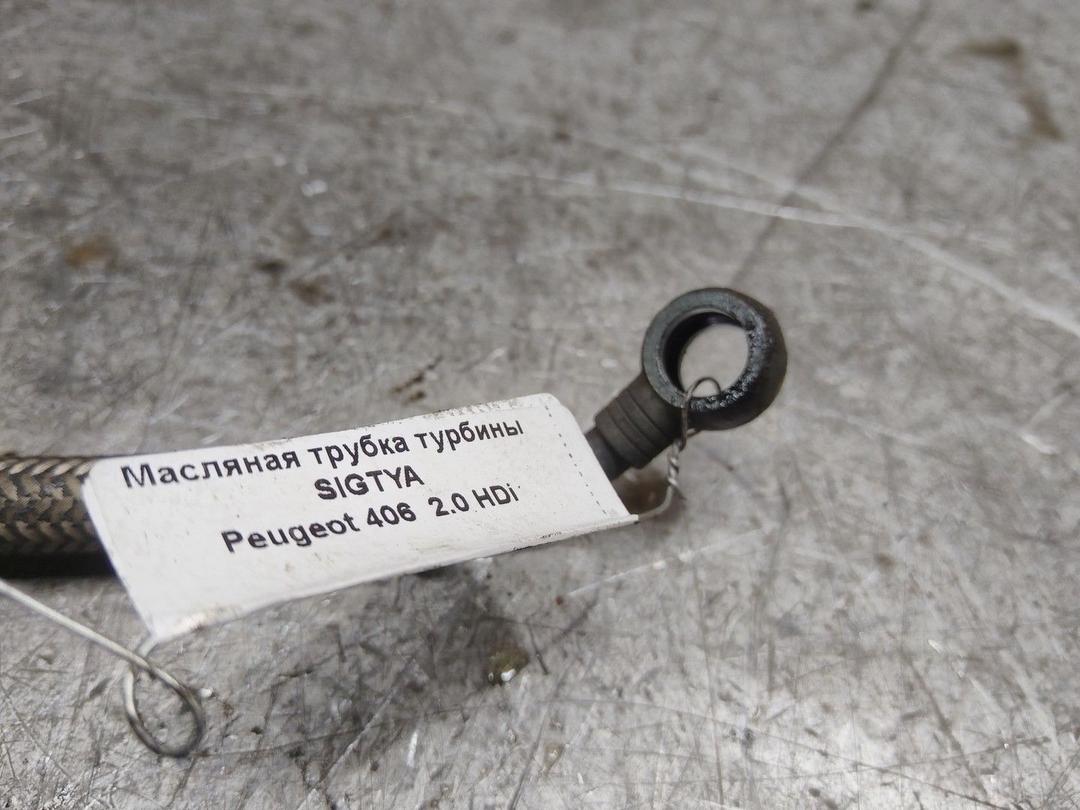 Масляная трубка турбины
SIGTYA
Peugeot 406 2.0 HDi